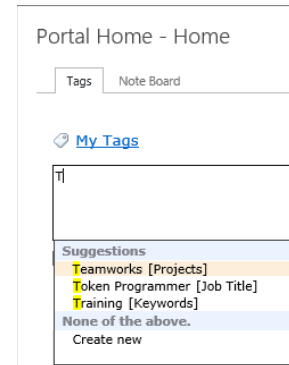 Portal Home - Home
Tags Note Board
My Tags
T
Suggestions
Teamworks [Projects]
Token Programmer [Job Title]
Training [Keywords]
None of the above.
Create new